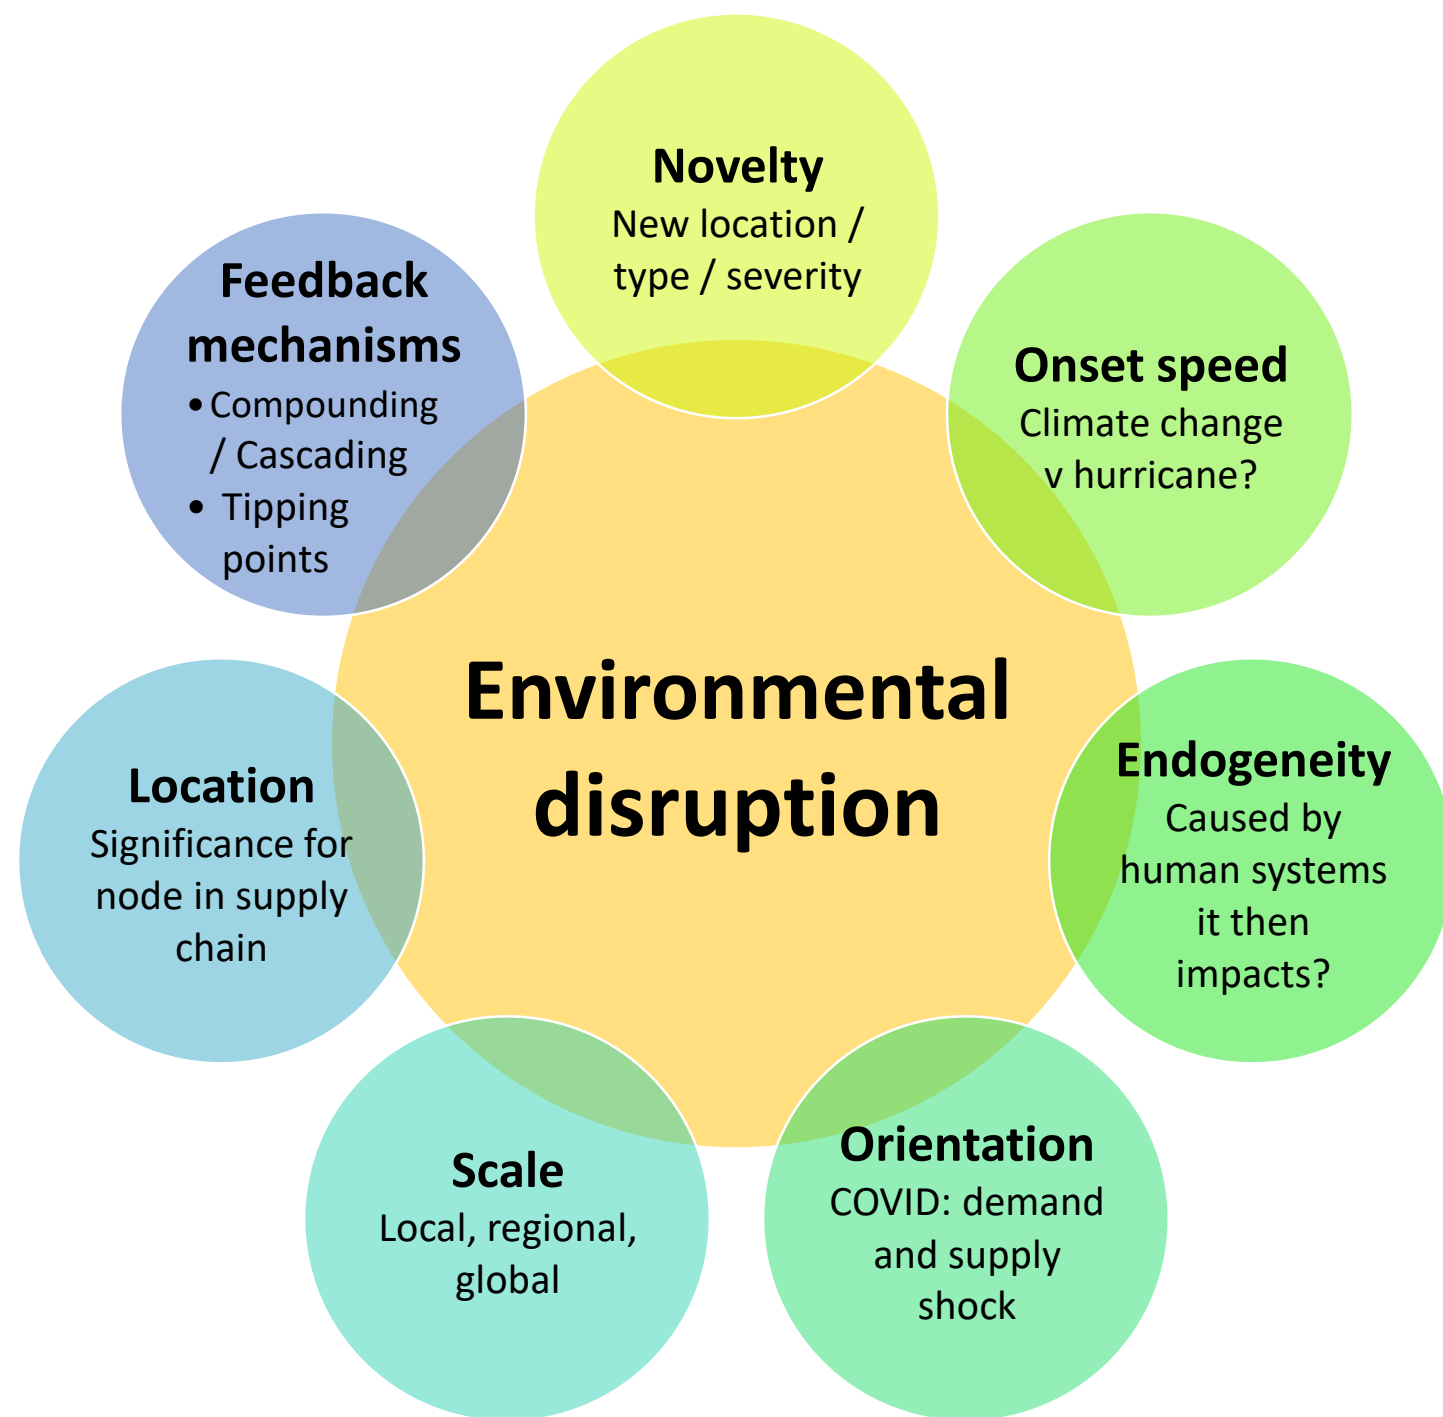 Novelty
New location /
type / severity
Onset speed
Climate change
v hurricane?
Endogeneity
Caused by
human systems
it then
impacts?
Orientation
COVID: demand
and supply
shock
Scale
Local, regional,
global
Location
Significance for
node in supply
chain
Feedback
mechanisms
• Compounding
/ Cascading
• Tipping
points
Environmental
disruption